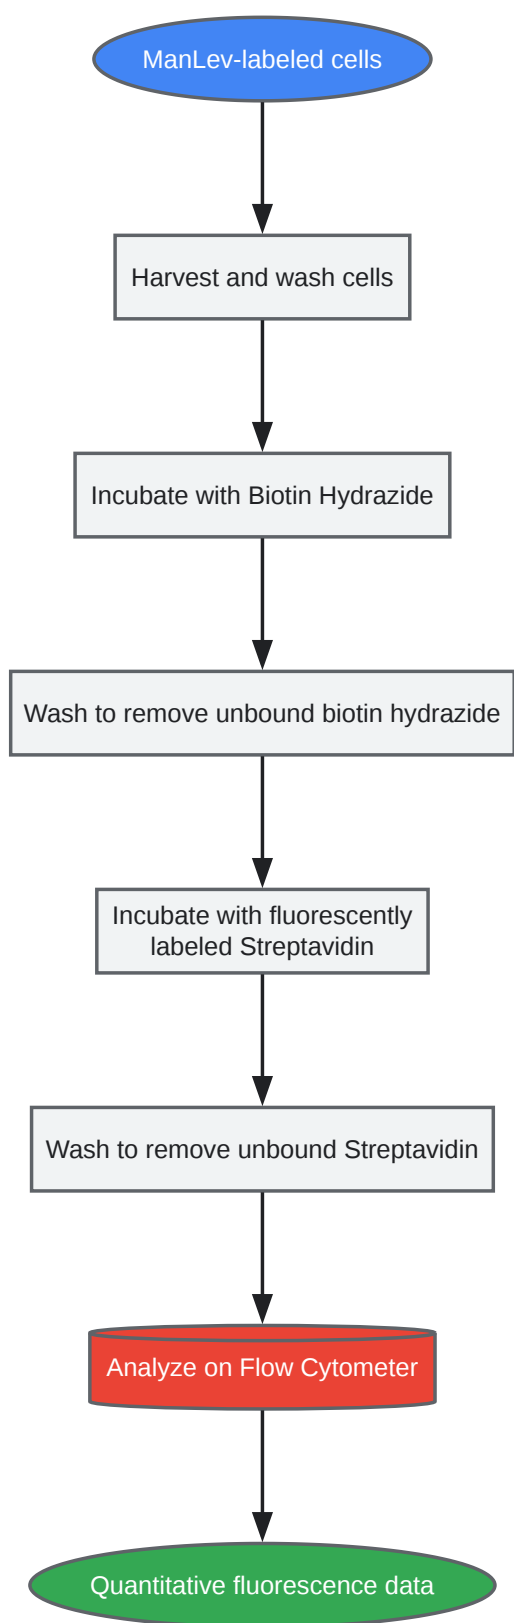 ManLev-labeled cells
Harvest and wash cells
Incubate with Biotin Hydrazide
Wash to remove unbound biotin hydrazide
Incubate with fluorescently
labeled Streptavidin
Wash to remove unbound Streptavidin
Analyze on Flow Cytometer
Quantitative fluorescence data